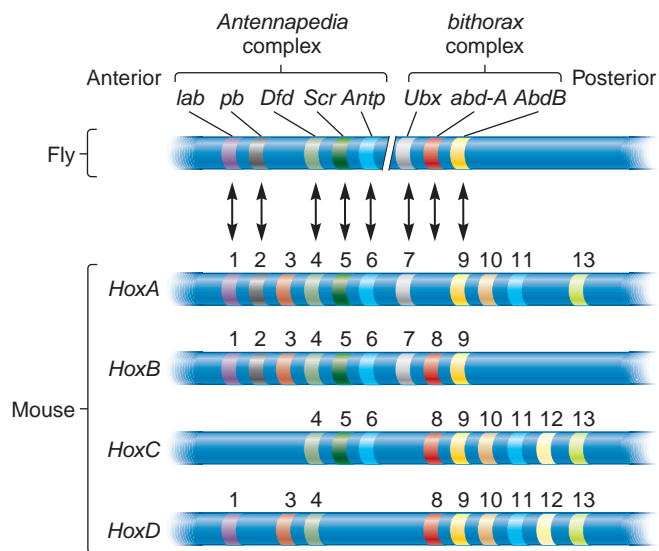 Antennapedia bithorax
complex complex
Anterior Posterior
lab pb Dfd Scr Antp Ubx abd-A AbdB
Fly
1 2 3 4 5 6 7 9 10 11 13
HoxA
1 2 3 4 5 6 7 8 9
HoxB
Mouse
4 5 6 8 9 10 11 12 13
HoxC
1 3 4 8 9 10 11 12 13
HoxD